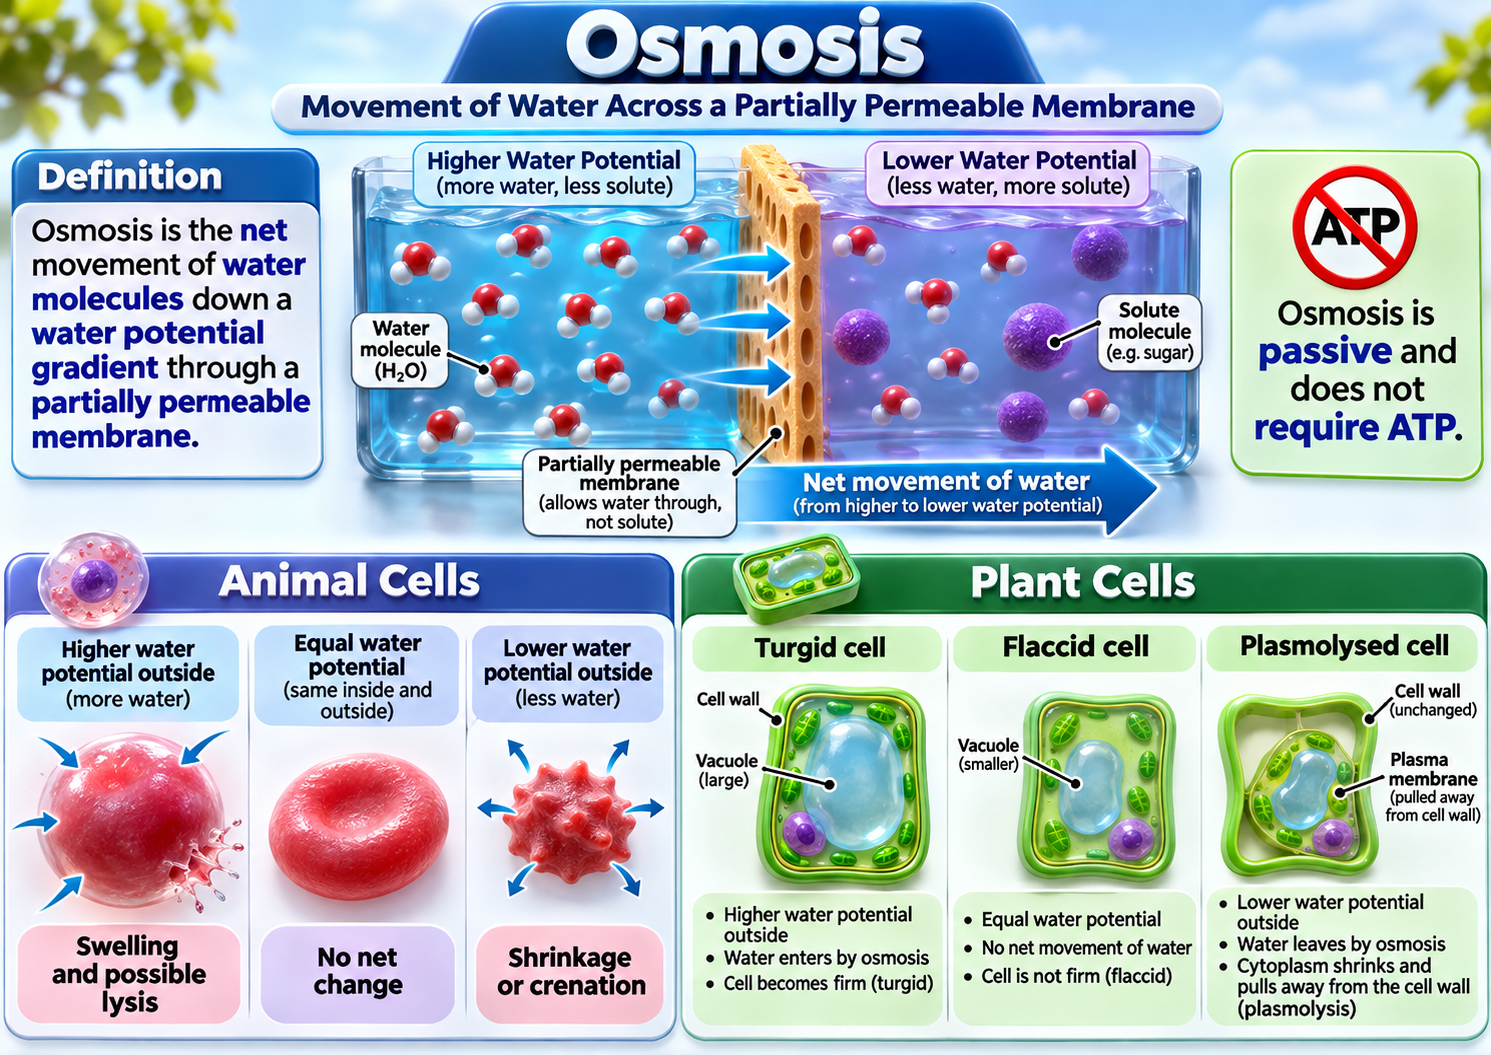 Osmosis
Movement of Water Across a Partially Permeable Membrane
Definition
Osmosis is the net
movement of water
molecules down a
water potential
gradient through a
partially permeable
membrane.
Higher Water Potential
(more water, less solute)
Lower Water Potential
(less water, more solute)
Water
molecule
(H₂O)
Solute
molecule
(e.g. sugar)
Partially permeable
membrane
(allows water through,
not solute)
Net movement of water
(from higher to lower water potential)
ATP
Osmosis is
passive and
does not
require ATP.
Animal Cells
Higher water
potential outside
(more water)
Swelling
and possible
lysis
Equal water
potential
(same inside and
outside)
No net
change
Lower water
potential outside
(less water)
Shrinkage
or crenation
Plant Cells
Turgid cell
Cell wall
Vacuole
(large)
• Higher water potential
outside
• Water enters by osmosis
• Cell becomes firm (turgid)
Flaccid cell
Vacuole
(smaller)
• Equal water potential
• No net movement of water
• Cell is not firm (flaccid)
Plasmolysed cell
Cell wall
(unchanged)
Plasma
membrane
(pulled away
from cell wall)
• Lower water potential
outside
• Water leaves by osmosis
• Cytoplasm shrinks and
pulls away from the cell wall
(plasmolysis)